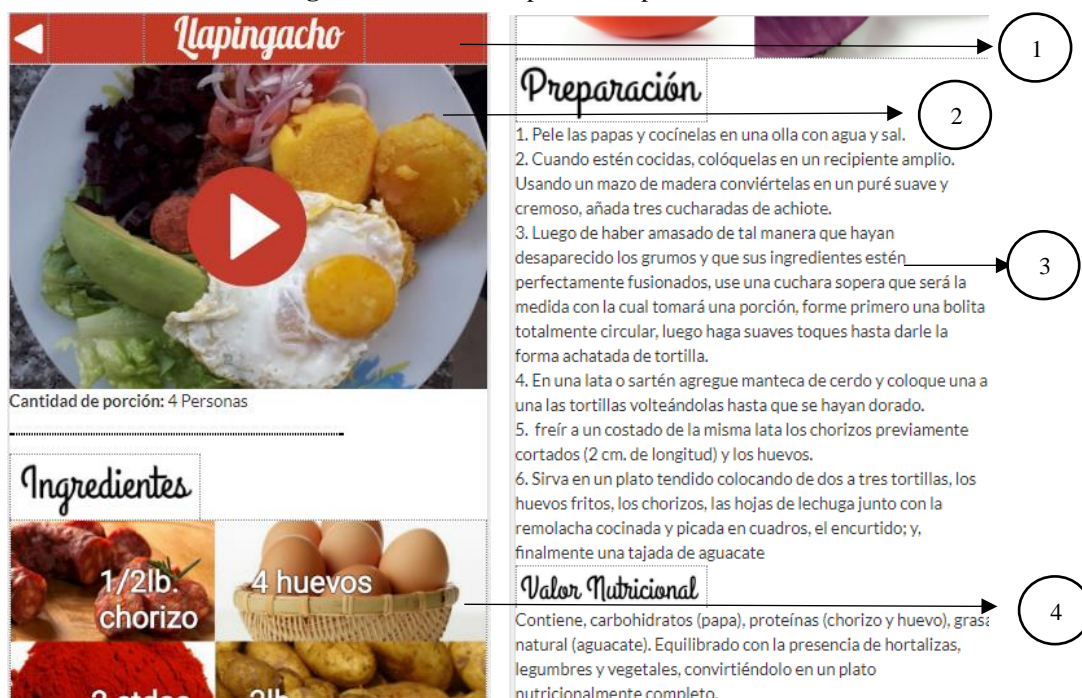 Llapingacho
Cantidad de porción: 4 Personas
Ingredientes
1/2lb.
chorizo
4 huevos
2lb
Preparación
1. Pele las papas y cocínelas en una olla con agua y sal.
2. Cuando estén cocidas, colóquelas en un recipiente amplio.
Usando un mazo de madera conviértelas en un puré suave y
cremoso, añada tres cucharadas de achiote.
3. Luego de haber amasado de tal manera que hayan
desaparecido los grumos y que sus ingredientes estén
perfectamente fusionados, use una cuchara sopera que será la
medida con la cual tomará una porción, forme primero una bolita
totalmente circular, luego haga suaves toques hasta darle la
forma achatada de tortilla.
4. En una lata o sartén agregue manteca de cerdo y coloque una a
una las tortillas volteándolas hasta que se hayan dorado.
5. freír a un costado de la misma lata los chorizos previamente
cortados (2 cm. de longitud) y los huevos.
6. Sirva en un plato tendido colocando de dos a tres tortillas, los
huevos fritos, los chorizos, las hojas de lechuga junto con la
remolacha cocinada y picada en cuadros, el encurtido; y,
finalmente una tajada de aguacate
Valor Nutricional
Contiene, carbohidratos (papa), proteínas (chorizo y huevo), grasa
natural (aguacate). Equilibrado con la presencia de hortalizas,
legumbres y vegetales, convirtiéndolo en un plato
nutricionalmente completo.
1
2
3
4